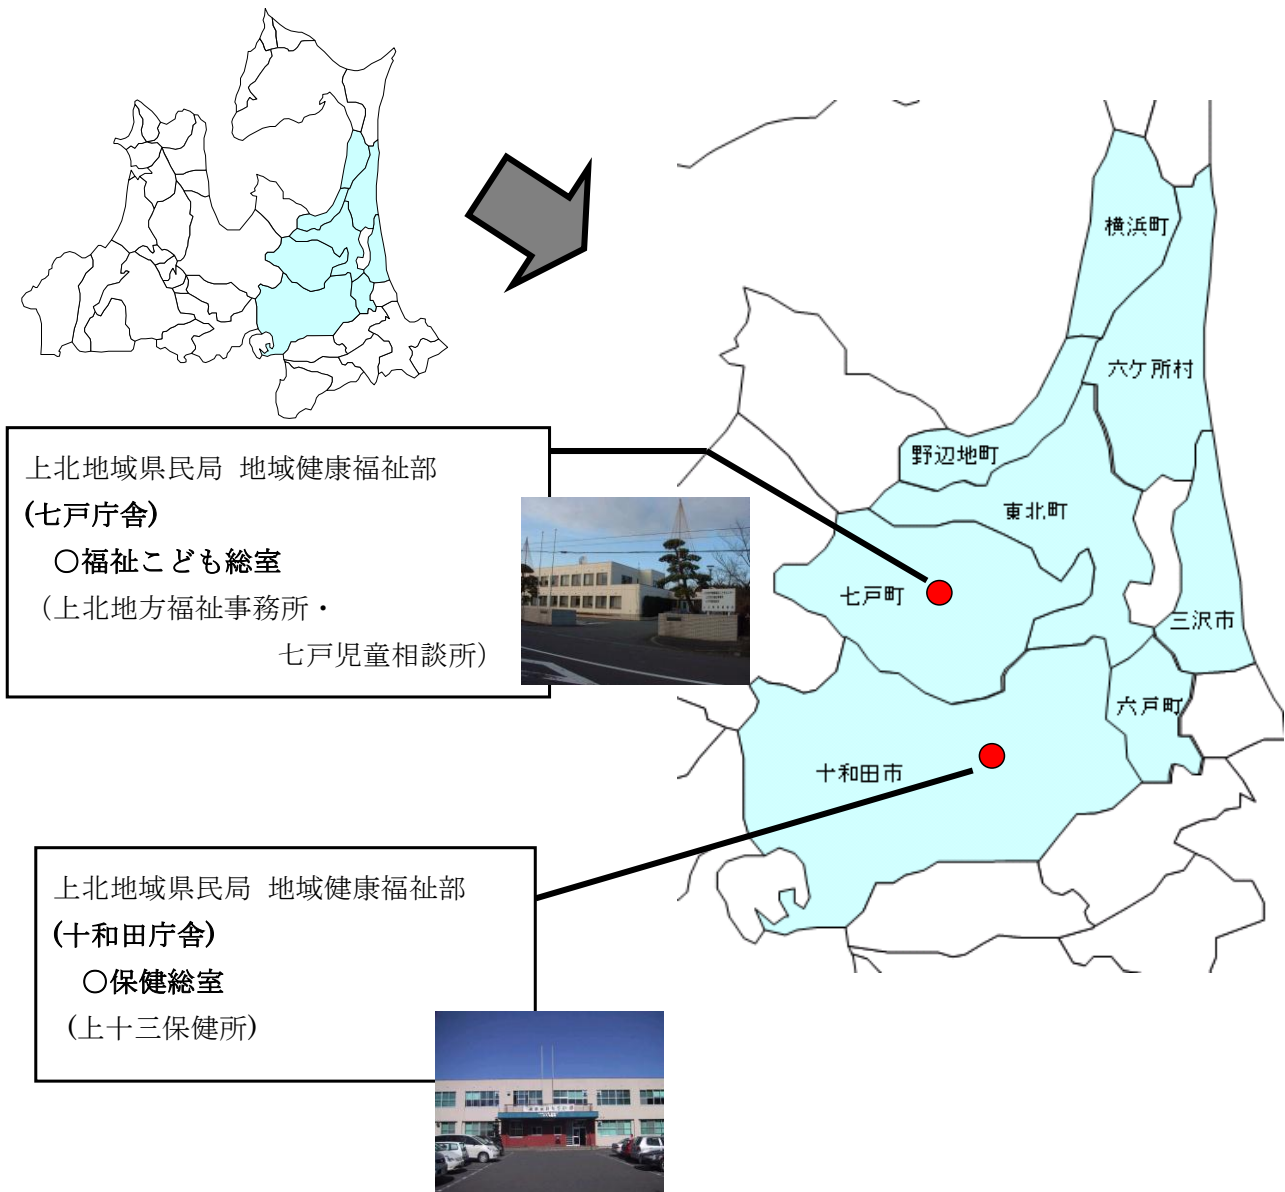 横浜町
六ケ所村
野辺地町
東北町
七戸町
三沢市
六戸町
十和田市
上北地域県民局 地域健康福祉部
(七戸庁舎)
○福祉こども総室
(上北地方福祉事務所・
七戸児童相談所)
上北地域県民局 地域健康福祉部
(十和田庁舎)
○保健総室
(上十三保健所)